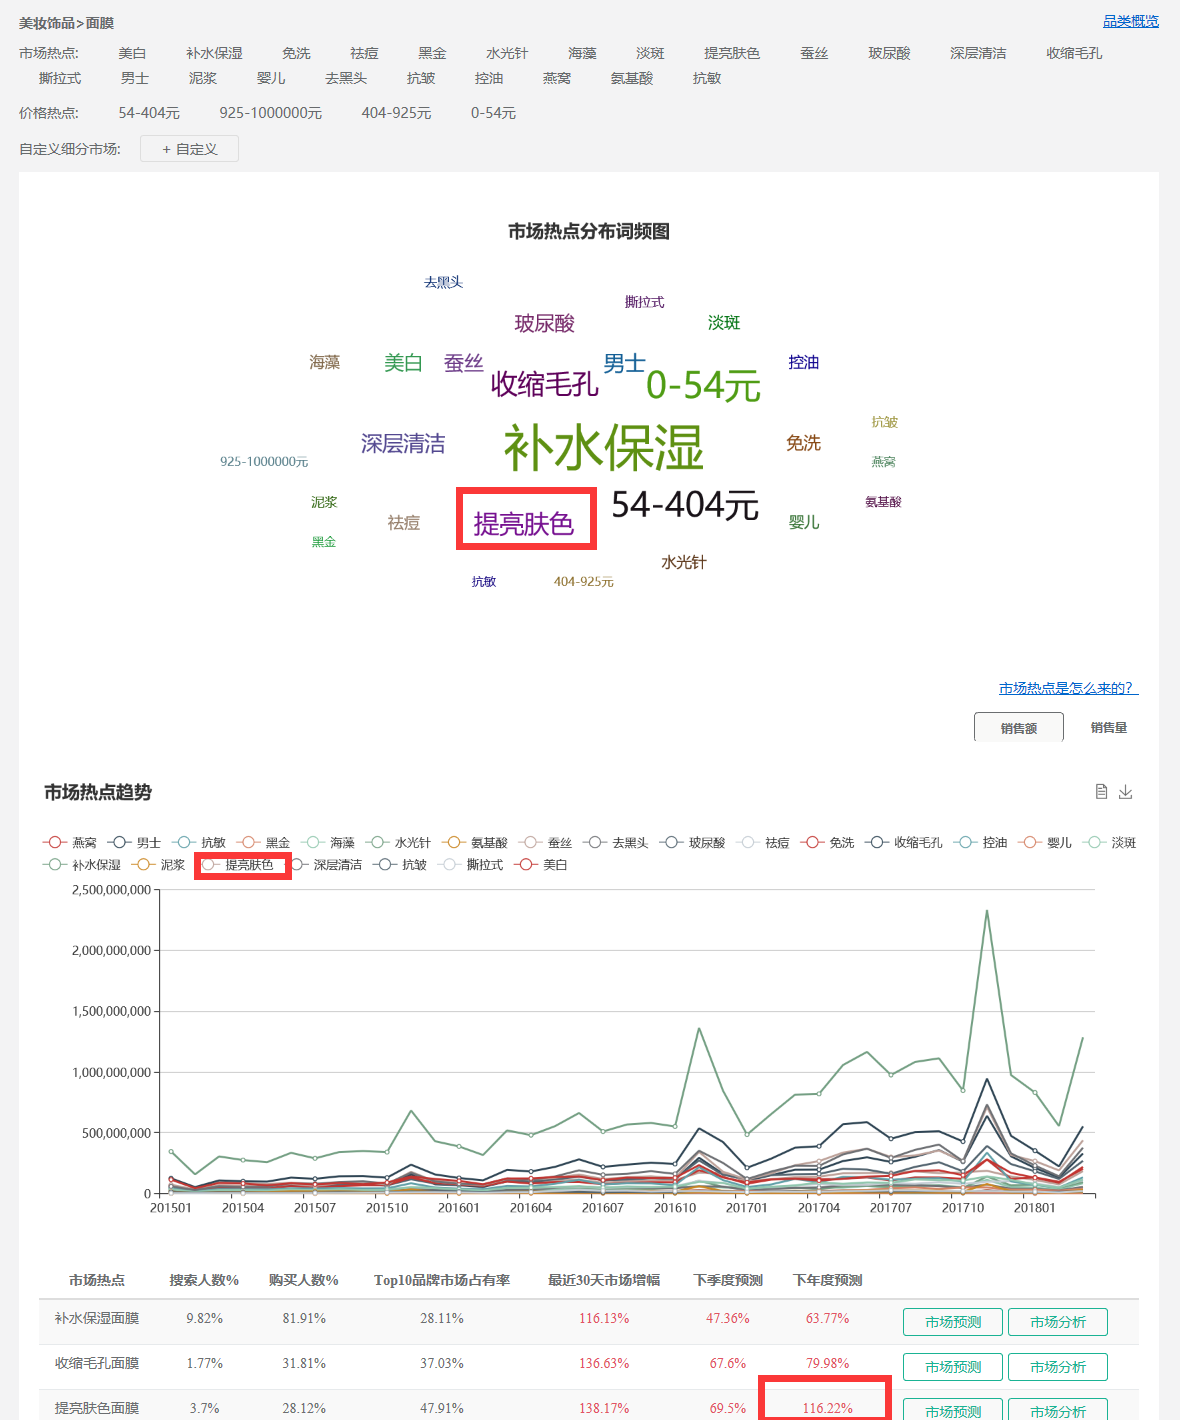 美妆饰品>面膜 品类概览
市场热点: 美白 补水保湿 免洗 祛痘 黑金 水光针 海藻 淡斑 提亮肤色 蚕丝 玻尿酸 深层清洁 收缩毛孔
撕拉式 男士 泥浆 婴儿 去黑头 抗皱 控油 燕窝 氨基酸 抗敏
价格热点: 54-404元 925-1000000元 404-925元 0-54元
自定义细分市场: + 自定义
市场热点分布词频图
去黑头
撕拉式
玻尿酸 淡斑
海藻 美白 蚕丝 男士 控油
收缩毛孔 0-54元
抗皱
深层清洁 补水保湿 免洗
925-1000000元 燕窝
泥浆 54-404元 氨基酸
祛痘 提亮肤色 婴儿
黑金
水光针
抗敏 404-925元
市场热点是怎么来的？
销售额 销售量
市场热点趋势
燕窝 男士 抗敏 黑金 海藻 水光针 氨基酸 蚕丝 去黑头 玻尿酸 祛痘 免洗 收缩毛孔 控油 婴儿 淡斑
补水保湿 泥浆 提亮肤色 深层清洁 抗皱 撕拉式 美白
2,500,000,000
2,000,000,000
1,500,000,000
1,000,000,000
500,000,000
0
201501 201504 201507 201510 201601 201604 201607 201610 201701 201704 201707 201710 201801
市场热点 搜索人数% 购买人数% Top10品牌市场占有率 最近30天市场增幅 下季度预测 下年度预测
补水保湿面膜 9.82% 81.91% 28.11% 116.13% 47.36% 63.77% 市场预测 市场分析
收缩毛孔面膜 1.77% 31.81% 37.03% 136.63% 67.6% 79.98% 市场预测 市场分析
提亮肤色面膜 3.7% 28.12% 47.91% 138.17% 69.5% 116.22% 市场预测 市场分析